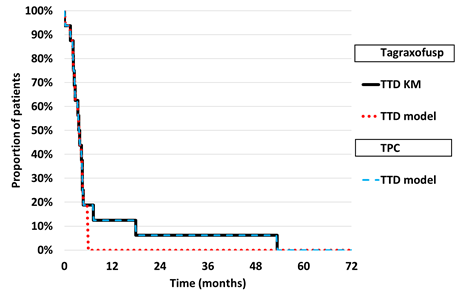 100%
90%
80%
70%
60%
50%
40%
30%
20%
10%
0%
Proportion of patients
0 12 24 36 48 60 72
Time (months)
Tagraxofusp
TTD KM
TTD model
TPC
TTD model